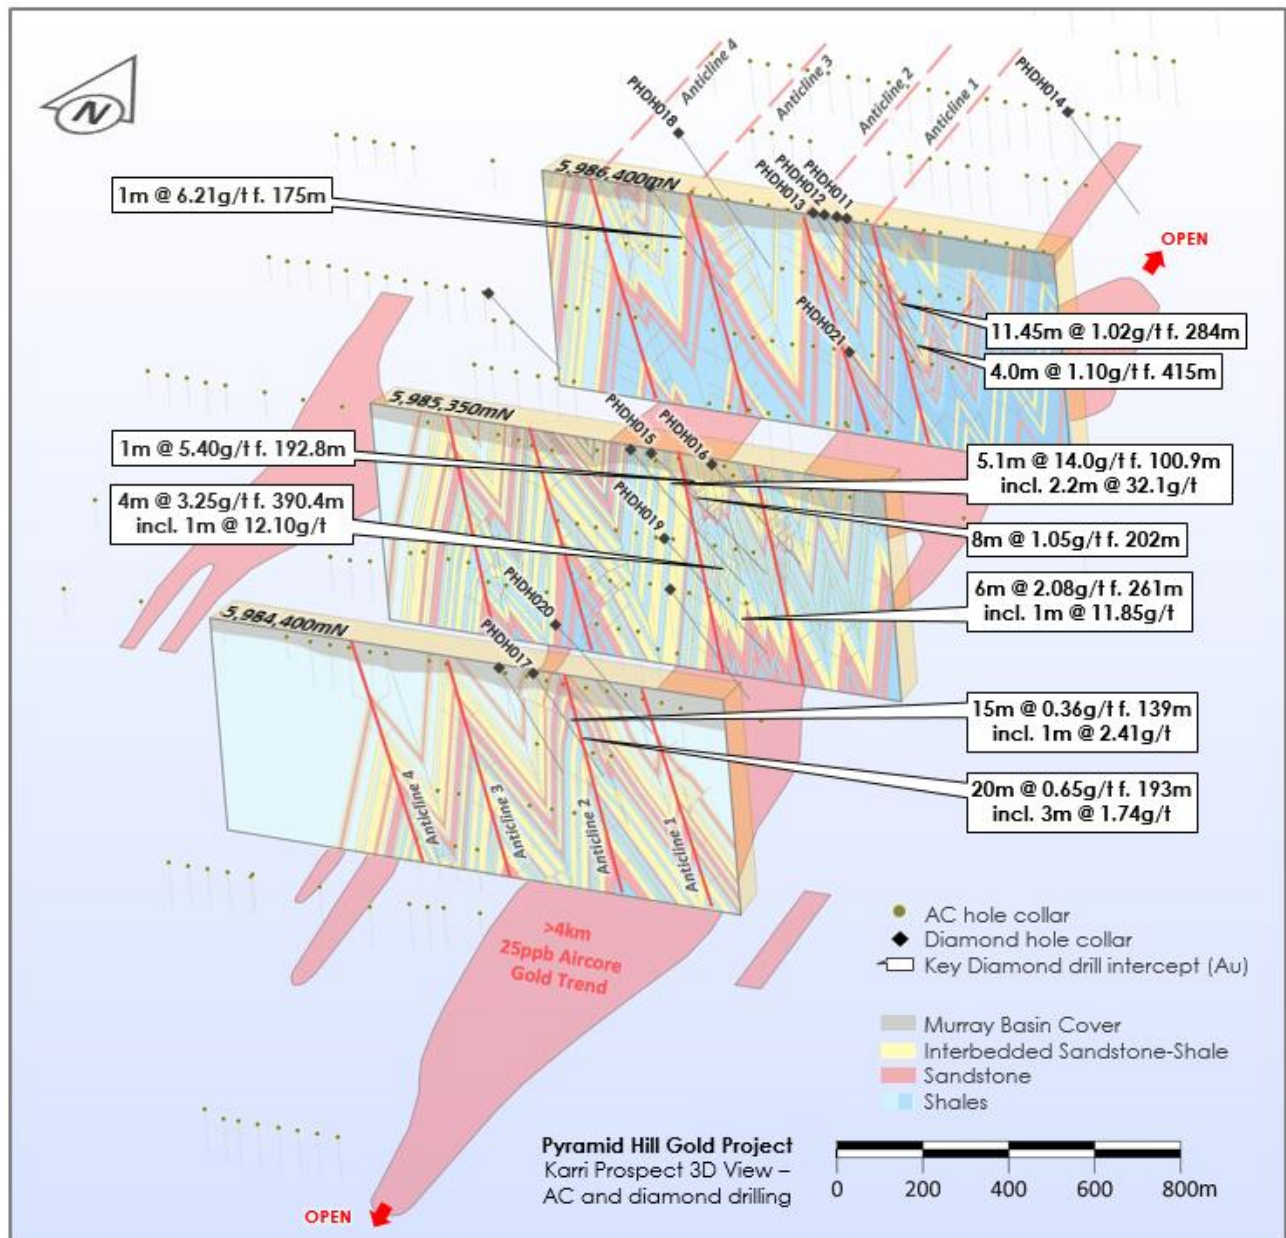 N
Anticline 4
Anticline 3
Anticline 2
Anticline 1
PHDH018
PHDH014
PHDH013
PHDH012
PHDH011
5,986,400mN
1m @ 6.21g/t f. 175m
OPEN
PHDH021
11.45m @ 1.02g/t f. 284m
4.0m @ 1.10g/t f. 415m
5,985,350mN
PHDH015
PHDH016
PHDH019
1m @ 5.40g/t f. 192.8m
4m @ 3.25g/t f. 390.4m
incl. 1m @ 12.10g/t
5.1m @ 14.0g/t f. 100.9m
incl. 2.2m @ 32.1g/t
8m @ 1.05g/t f. 202m
6m @ 2.08g/t f. 261m
incl. 1m @ 11.85g/t
5,984,400mN
PHDH020
PHDH017
15m @ 0.36g/t f. 139m
incl. 1m @ 2.41g/t
20m @ 0.65g/t f. 193m
incl. 3m @ 1.74g/t
Anticline 4
Anticline 3
Anticline 2
Anticline 1
>4km
25ppb Aircore
Gold Trend
AC hole collar
Diamond hole collar
Key Diamond drill intercept (Au)
Murray Basin Cover
Interbedded Sandstone-Shale
Sandstone
Shales
Pyramid Hill Gold Project
Karri Prospect 3D View –
AC and diamond drilling
0 200 400 600 800m
OPEN